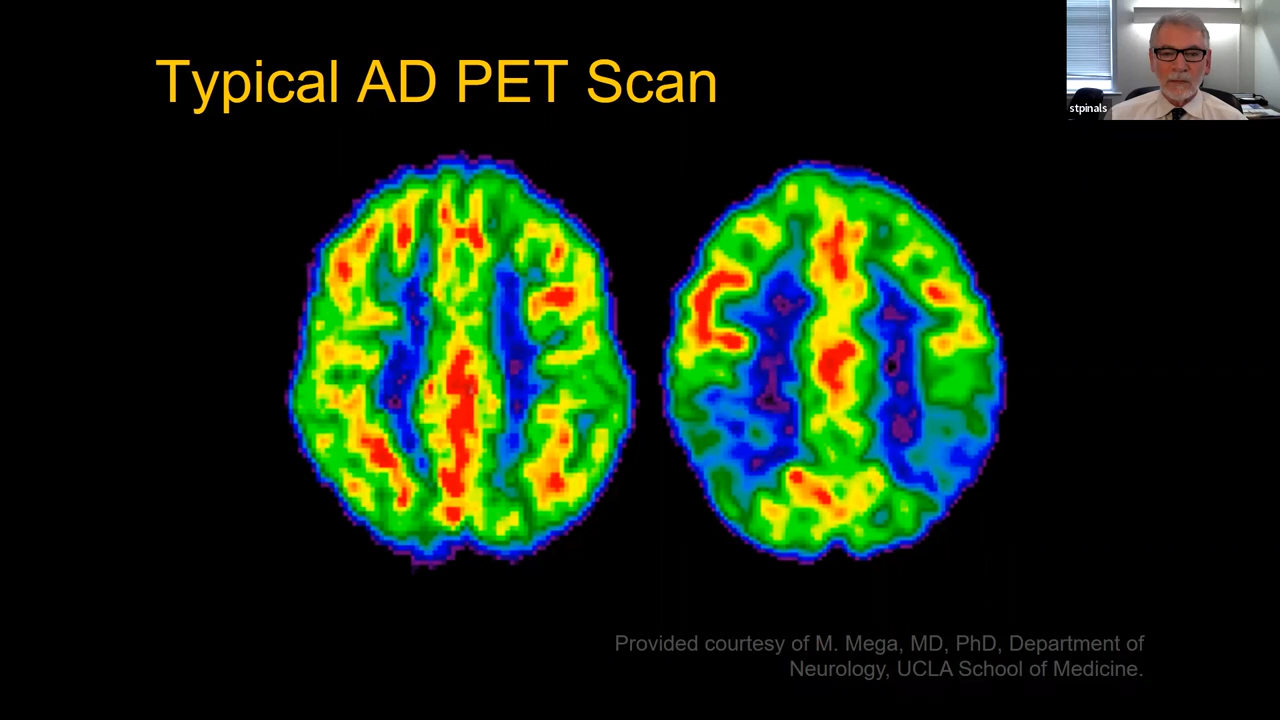 Typical AD PET Scan
stpinals
Provided courtesy of M. Mega, MD, PhD, Department of
Neurology, UCLA School of Medicine.